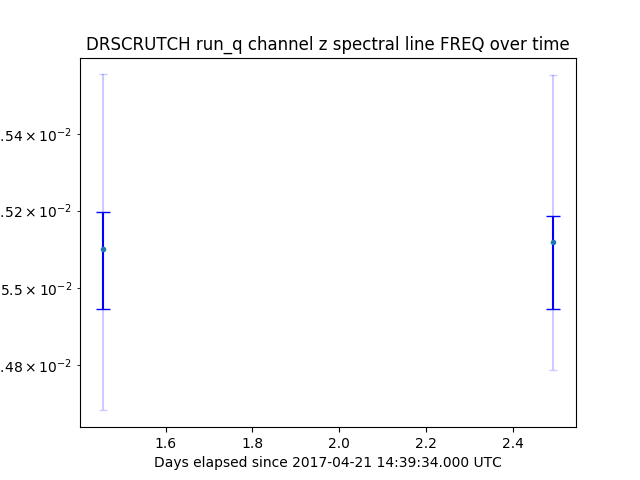 DRSCRUTCH run_q channel z spectral line FREQ over time
.54 × 10⁻²
.52 × 10⁻²
5.5 × 10⁻²
.48 × 10⁻²
1.6 1.8 2.0 2.2 2.4
Days elapsed since 2017-04-21 14:39:34.000 UTC